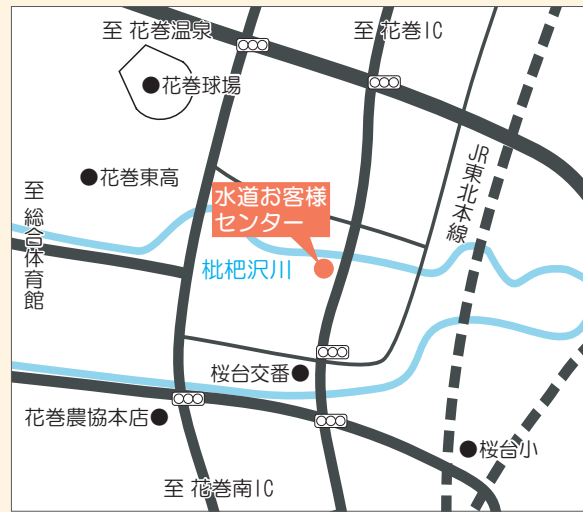 至 花巻温泉
至 花巻IC
花巻球場
花巻東高
JR東北本線
至 総合体育館
水道お客様
センター
枇杷沢川
桜台交番
花巻農協本店
桜台小
至 花巻南IC